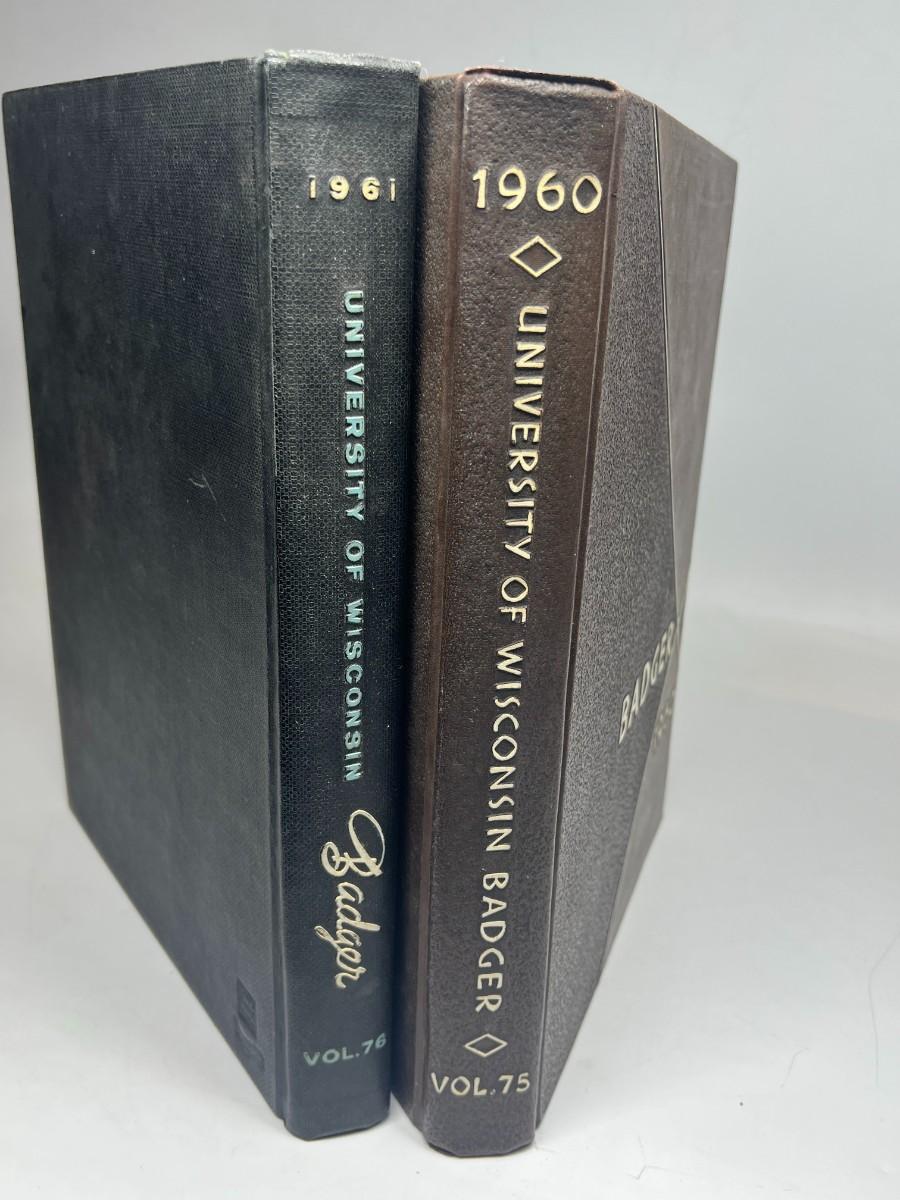 1961
UNIVERSITY OF WISCONSIN
Badger
VOL.76
1960
UNIVERSITY OF WISCONSIN BADGER
VOL.75
BADGER